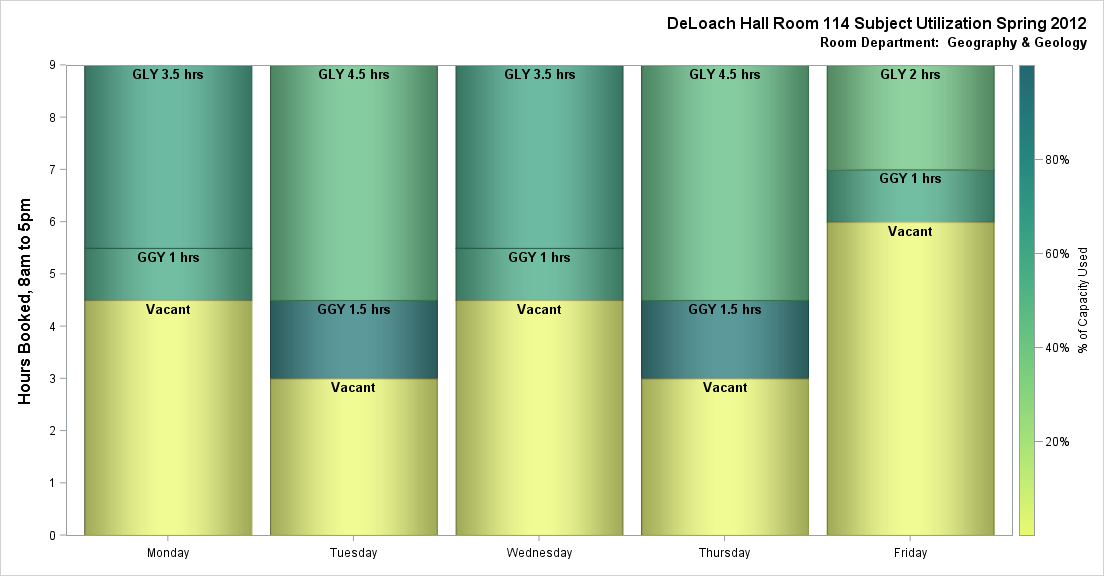 DeLoach Hall Room 114 Subject Utilization Spring 2012
Room Department: Geography & Geology
Hours Booked, 8am to 5pm
9
8
7
6
5
4
3
2
1
0
GLY 3.5 hrs
GGY 1 hrs
Vacant
GLY 4.5 hrs
GGY 1.5 hrs
Vacant
GLY 3.5 hrs
GGY 1 hrs
Vacant
GLY 4.5 hrs
GGY 1.5 hrs
Vacant
GLY 2 hrs
GGY 1 hrs
Vacant
Monday
Tuesday
Wednesday
Thursday
Friday
80%
60%
40%
20%
% of Capacity Used